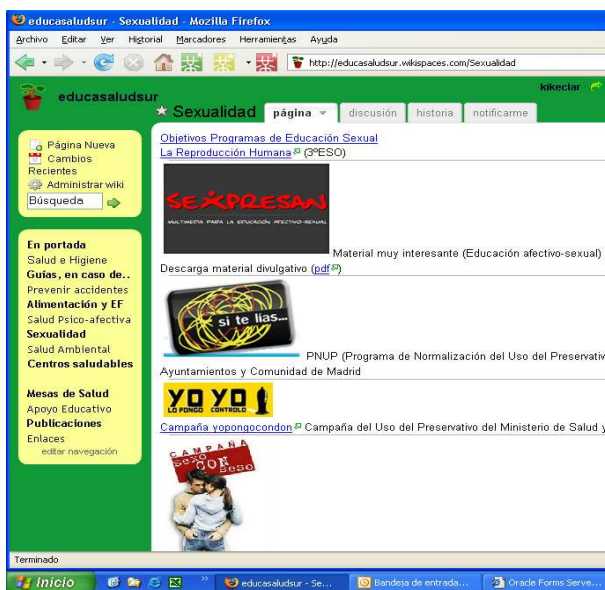 educasaludsur - Sexualidad - Mozilla Firefox
Archivo Editar Ver Historial Marcadores Herramientas Ayuda
http://educasaludsur.wikispaces.com/Sexualidad
kikeclar
educasaludsur
Sexualidad página discusión historia notificarme
Página Nueva
Cambios
Recientes
Administrar wiki
Búsqueda
En portada
Salud e Higiene
Guías, en caso de..
Prevenir accidentes
Alimentación y EF
Salud Psico-afectiva
Sexualidad
Salud Ambiental
Centros saludables
Mesas de Salud
Apoyo Educativo
Publicaciones
Enlaces
editar navegación
Objetivos Programas de Educación Sexual
La Reproducción Humana (3ºESO)
SEXPRESAN
MULTIMEDIA PARA LA EDUCACIÓN AFECTIVO-SEXUAL
Material muy interesante (Educación afectivo-sexual)
Descarga material divulgativo (pdf)
si te lias...
PNUP (Programa de Normalización del Uso del Preservativ
Ayuntamientos y Comunidad de Madrid
YO YO
LO PONGO CONTROLO
Campaña yopongocondon Campaña del Uso del Preservativo del Ministerio de Salud y
CAMPAÑA
Sexo
CON
Seso
Terminado
Inicio educasaludsur - Se... Bandeja de entrada... Oracle Forms Serve...